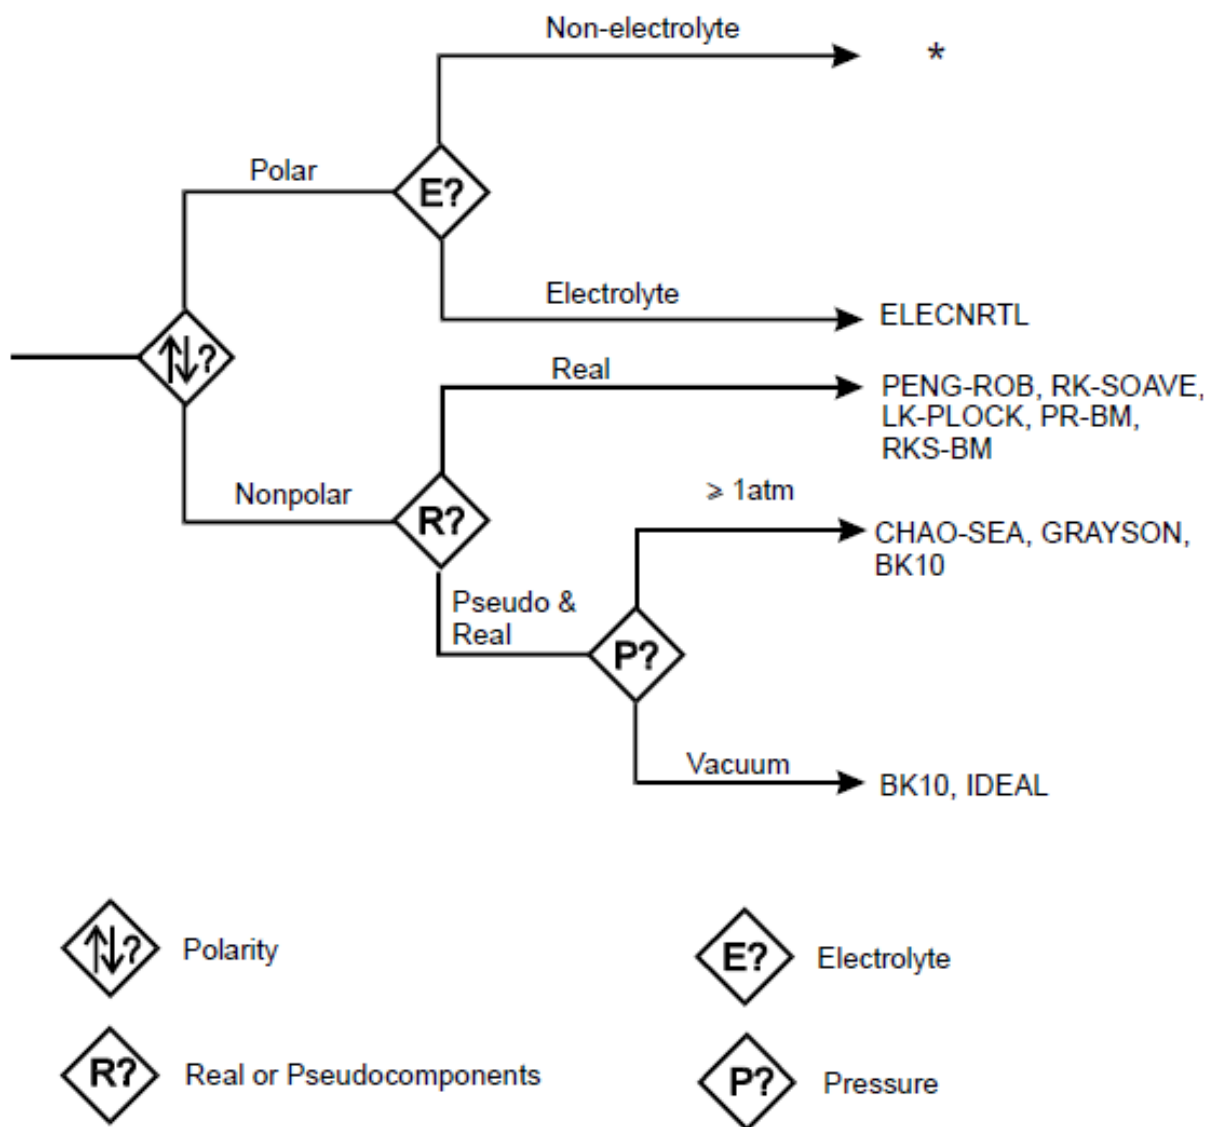 Non-electrolyte
*
Polar
E?
Electrolyte
ELECNRTL
↑↓?
Real
PENG-ROB, RK-SOAVE,
LK-PLOCK, PR-BM,
RKS-BM
Nonpolar
R?
⩾ 1atm
CHAO-SEA, GRAYSON,
BK10
Pseudo &
Real
P?
Vacuum
BK10, IDEAL
↑↓?
Polarity
E?
Electrolyte
R?
Real or Pseudocomponents
P?
Pressure